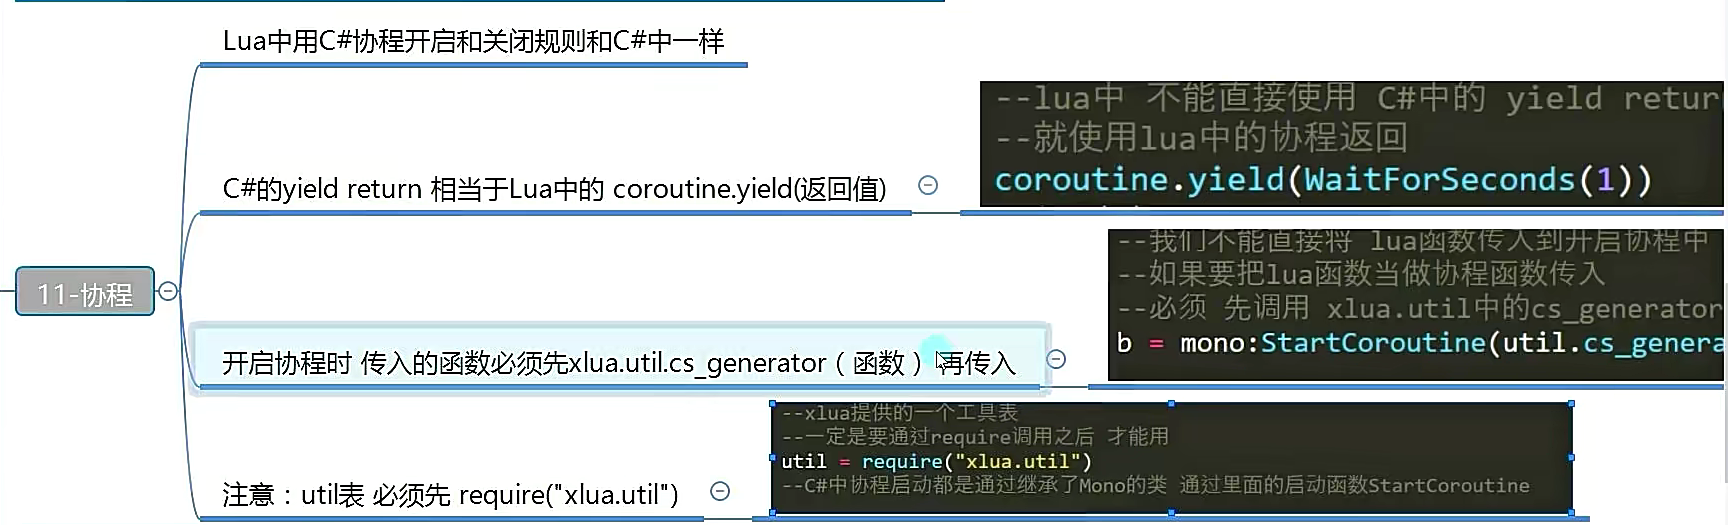 Lua中用C#协程开启和关闭规则和C#中一样
--lua中 不能直接使用 C#中的 yield retur
--就使用lua中的协程返回
coroutine.yield(WaitForSeconds(1))
C#的yield return 相当于Lua中的 coroutine.yield(返回值)
--我们不能直接将 lua函数传入到开启协程中
--如果要把lua函数当做协程函数传入
--必须 先调用 xlua.util中的cs_generator
b = mono:StartCoroutine(util.cs_genera
11-协程
开启协程时 传入的函数必须先xlua.util.cs_generator（函数） 再传入
--xlua提供的一个工具表
--一定是要通过require调用之后 才能用
util = require("xlua.util")
--C#中协程启动都是通过继承了Mono的类 通过里面的启动函数StartCoroutine
注意：util表 必须先 require("xlua.util")